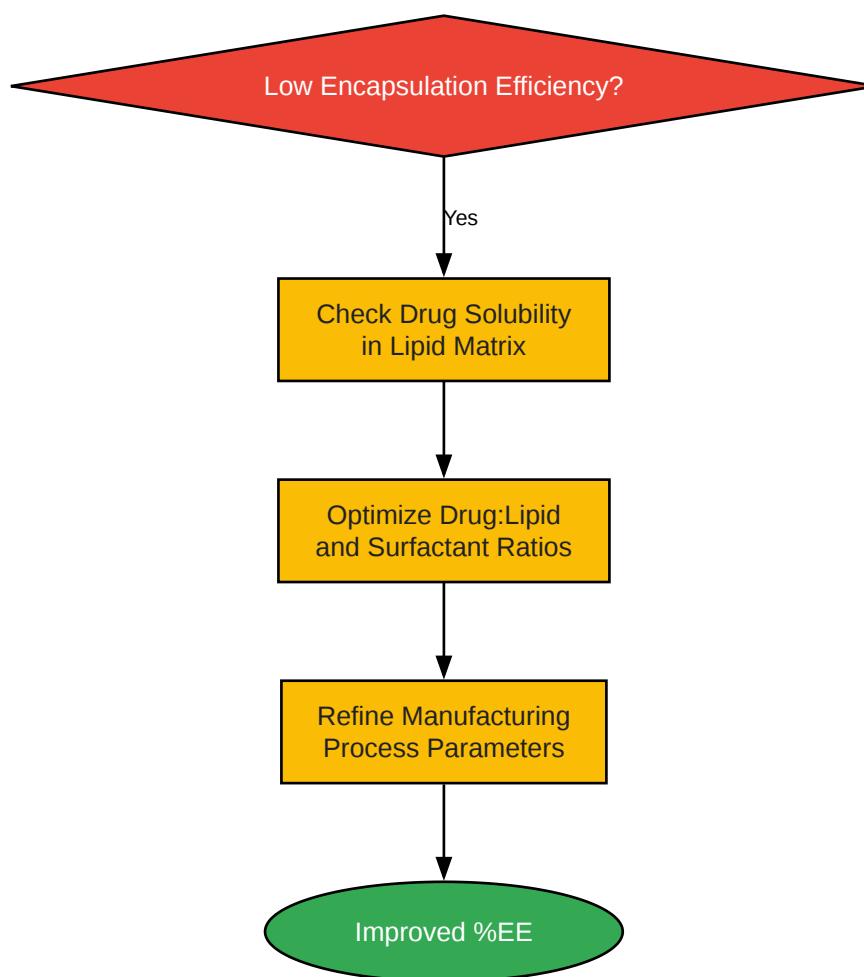 Low Encapsulation Efficiency?
Yes
Check Drug Solubility
in Lipid Matrix
Optimize Drug:Lipid
and Surfactant Ratios
Refine Manufacturing
Process Parameters
Improved %EE